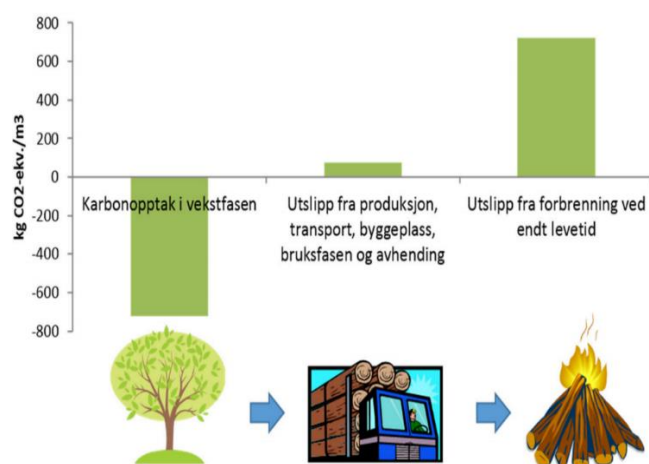 800
600
400
200
0
-200
-400
-600
-800
kg CO2-ekv./m3
Karbonopptak i vekstfasen
Utslipp fra produksjon,
transport, byggeplass,
bruksfasen og avhending
Utslipp fra forbrenning ved
endt levetid